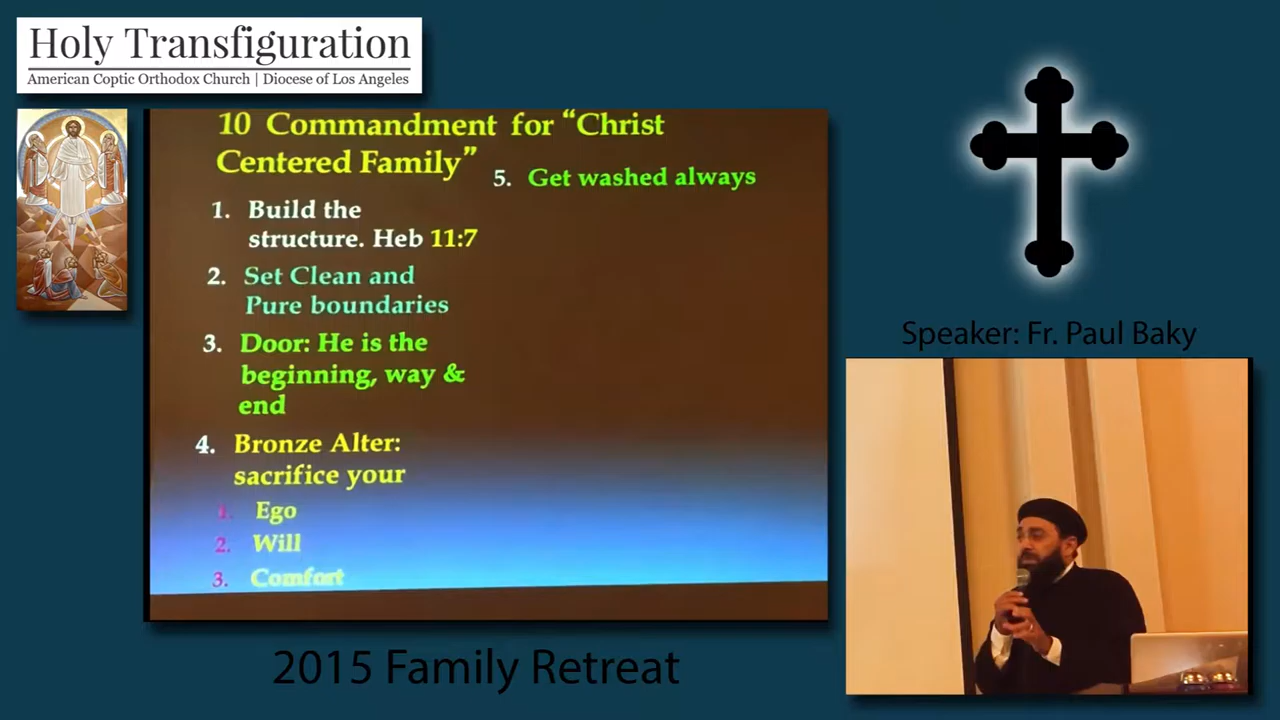 Holy Transfiguration
American Coptic Orthodox Church | Diocese of Los Angeles
10 Commandment for “Christ
Centered Family”
1. Build the
structure. Heb 11:7
2. Set Clean and
Pure boundaries
3. Door: He is the
beginning, way &
end
4. Bronze Alter:
sacrifice your
1. Ego
2. Will
3. Comfort
5. Get washed always
Speaker: Fr. Paul Baky
2015 Family Retreat